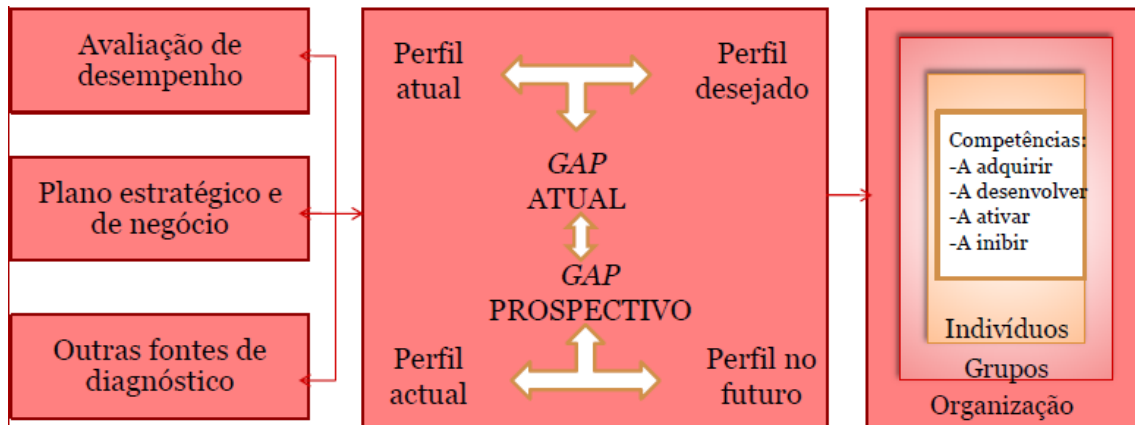 Avaliação de
desempenho
Plano estratégico e
de negócio
Outras fontes de
diagnóstico
Perfil
atual
Perfil
desejado
GAP
ATUAL
GAP
PROSPECTIVO
Perfil
actual
Perfil no
futuro
Competências:
-A adquirir
-A desenvolver
-A ativar
-A inibir
Indivíduos
Grupos
Organização